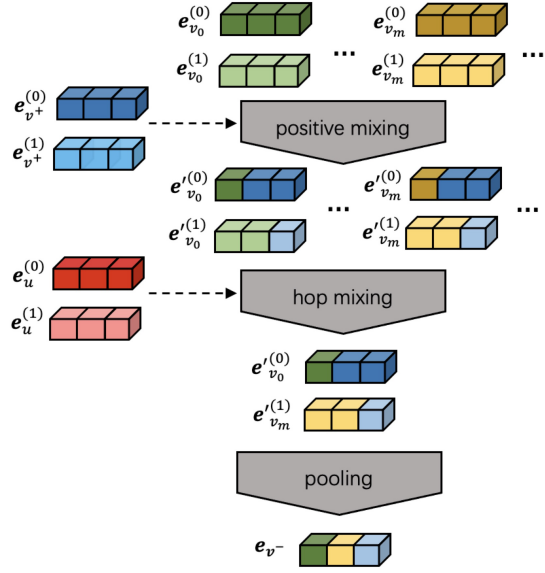 e_{v_0}^{(0)} e_{v_m}^{(0)}
e_{v_0}^{(1)} ... e_{v_m}^{(1)} ...
e_{v^+}^{(0)}
positive mixing
e_{v^+}^{(1)}
e'_{v_0}^{(0)} ... e'_{v_m}^{(0)} ...
e'_{v_0}^{(1)} e'_{v_m}^{(1)}
e_u^{(0)}
hop mixing
e_u^{(1)}
e'_{v_0}^{(0)}
e'_{v_m}^{(1)}
pooling
e_{v^-}